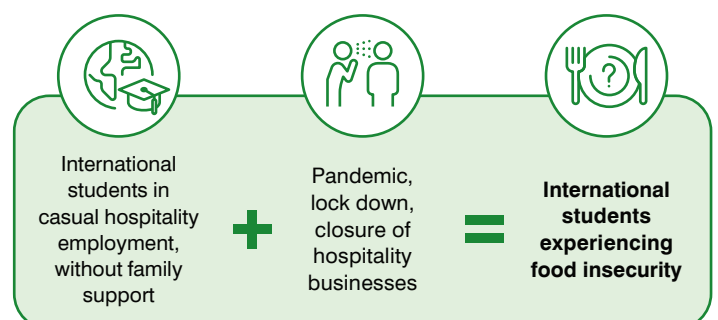 International
students in
casual hospitality
employment,
without family
support
+
Pandemic,
lock down,
closure of
hospitality
businesses
=
International
students
experiencing
food insecurity
?